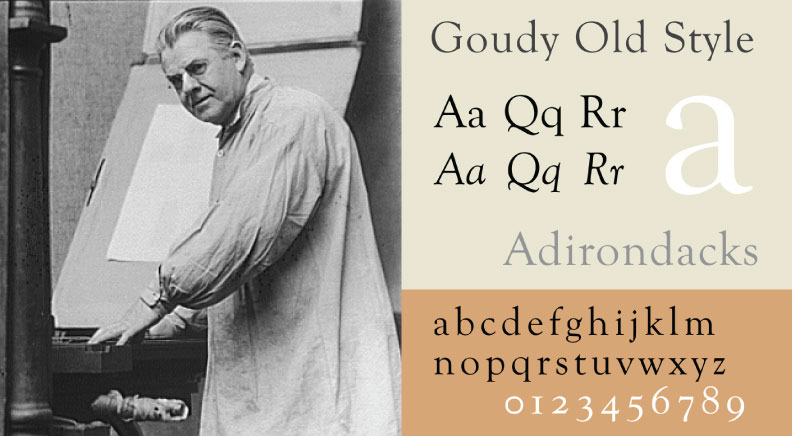 Goudy Old Style
Aa Qq Rr
Aa Qq Rr
a
Adirondacks
abcdefghijklm
nopqrstuvwxyz
0123456789